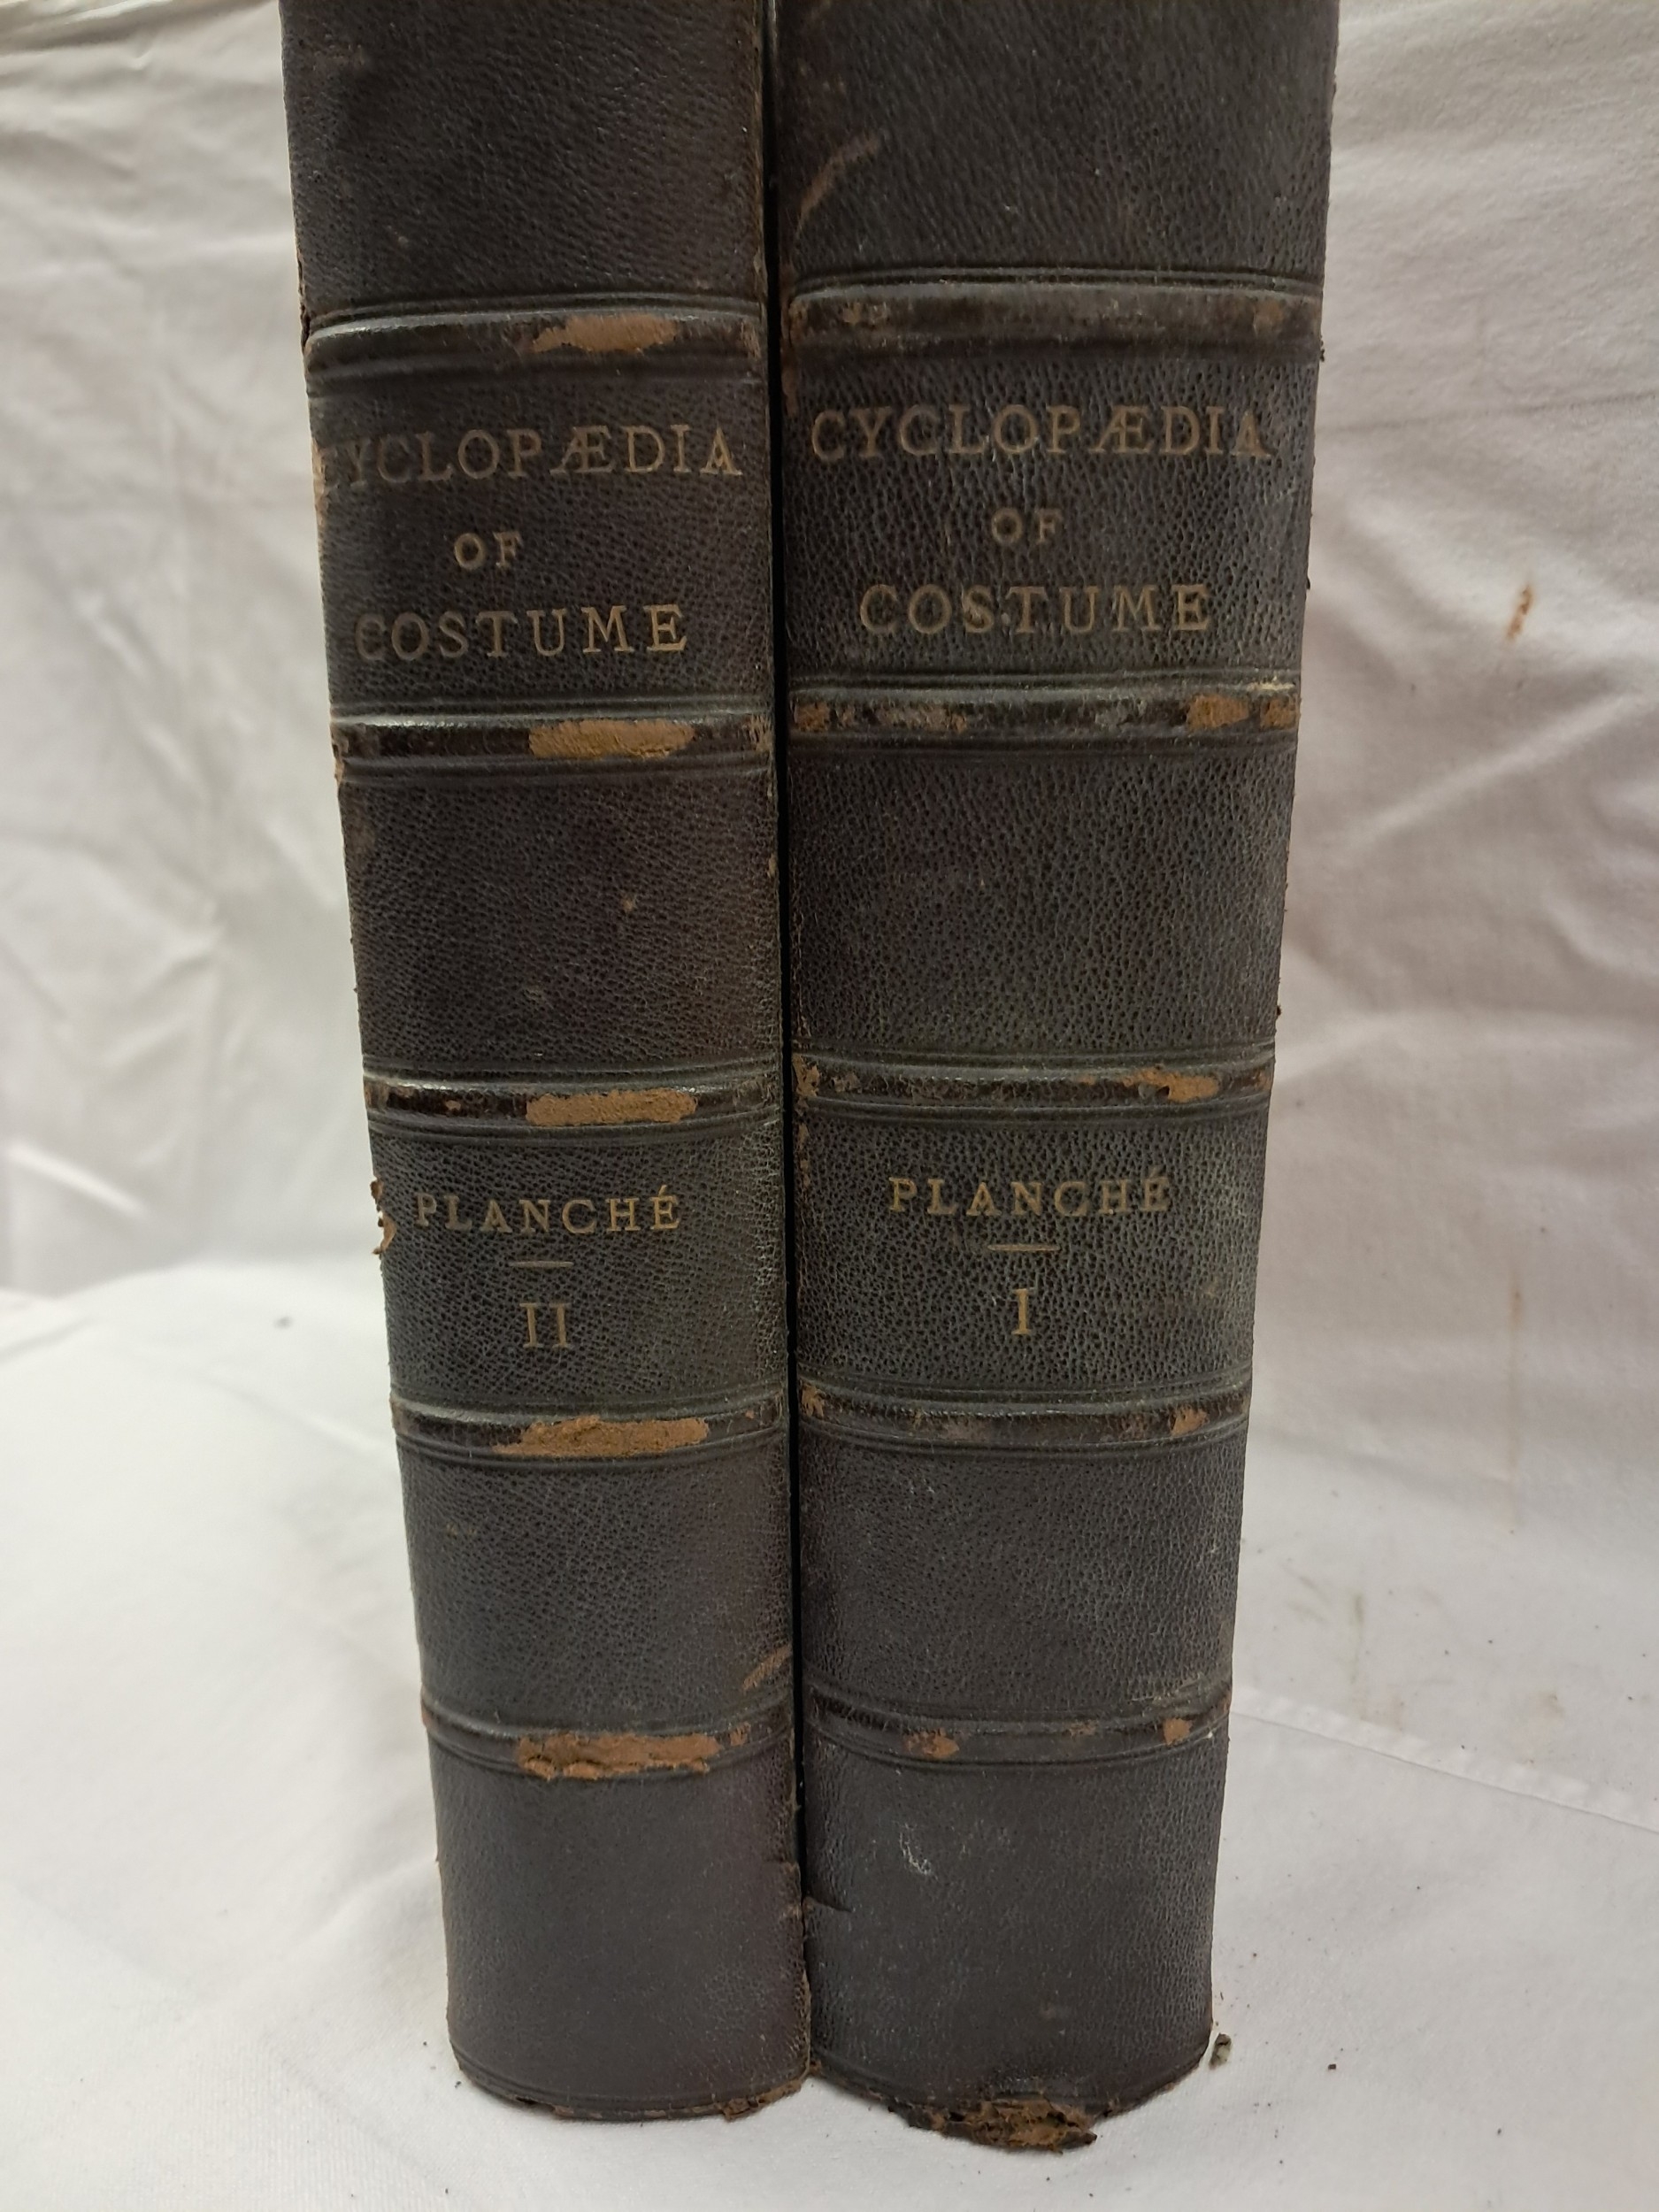 CYCLOPÆDIA
OF
COSTUME
PLANCHÉ
II
CYCLOPÆDIA
OF
COSTUME
PLANCHÉ
I